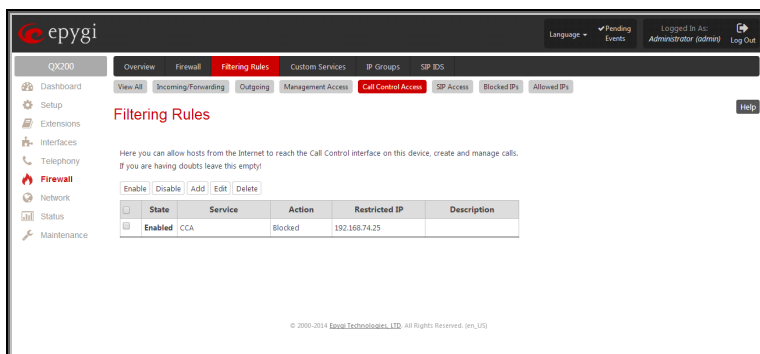 epygi
Language
Pending Events
Logged In As: Administrator (admin)
Log Out
QX200
Overview Firewall Filtering Rules Custom Services IP Groups SIP IDS
Dashboard
Setup
Extensions
Interfaces
Telephony
Firewall
Network
Status
Maintenance
View All Incoming/Forwarding Outgoing Management Access Call Control Access SIP Access Blocked IPs Allowed IPs
Help
Filtering Rules
Here you can allow hosts from the Internet to reach the Call Control interface on this device, create and manage calls.
If you are having doubts leave this empty!
Enable Disable Add Edit Delete
State Service Action Restricted IP Description
Enabled CCA Blocked 192.168.74.25
© 2000-2014 Epygi Technologies, LTD. All Rights Reserved. (en_US)